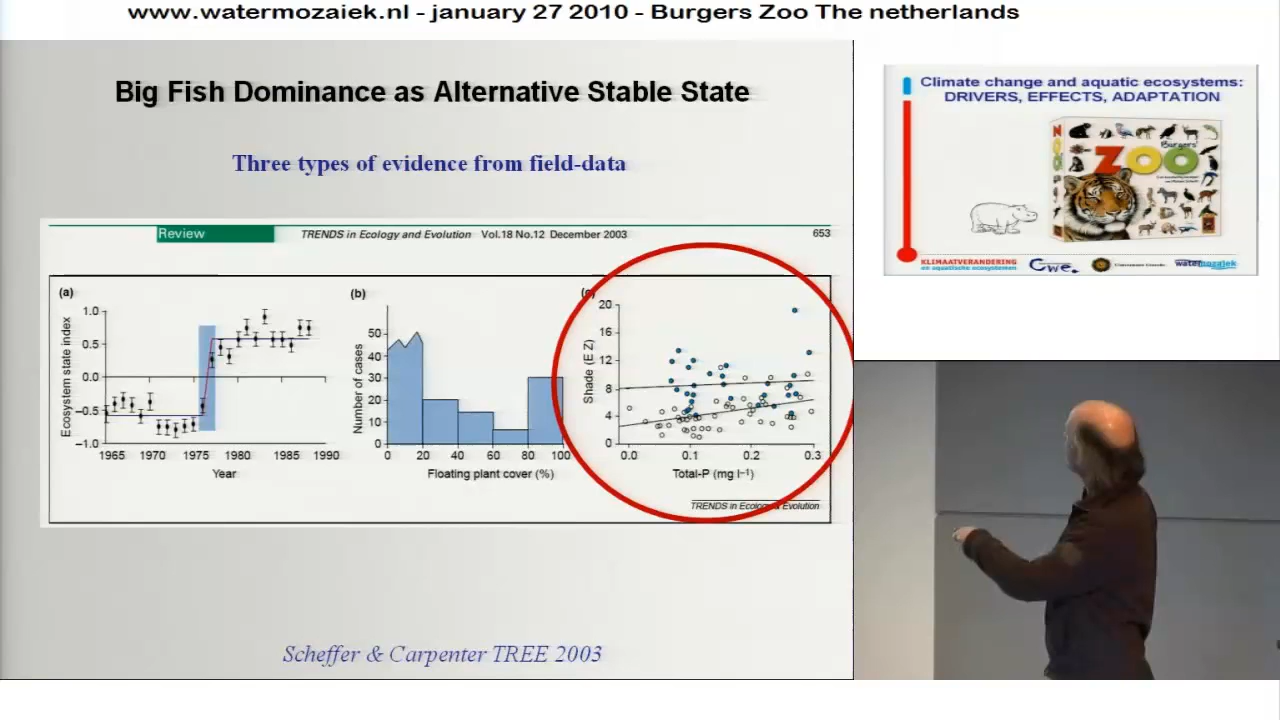 www.watermozaiek.nl - january 27 2010 - Burgers Zoo The netherlands
Big Fish Dominance as Alternative Stable State
Three types of evidence from field-data
Review
TRENDS in Ecology and Evolution Vol.18 No.12 December 2003
653
(a)
Ecosystem state index
1.0
0.5
0.0
–0.5
–1.0
1965 1970 1975 1980 1985 1990
Year
(b)
Number of cases
50
40
30
20
10
0
0 20 40 60 80 100
Floating plant cover (%)
(c)
Shade (E Z)
20
16
12
8
4
0
0.0 0.1 0.2 0.3
Total-P (mg l–1)
TRENDS in Ecology & Evolution
Scheffer & Carpenter TREE 2003
Climate change and aquatic ecosystems:
DRIVERS, EFFECTS, ADAPTATION
Burgers'
ZOO
KLIMAATVERANDERING
en aquatische ecosystemen
Cwe.
watermozaiek